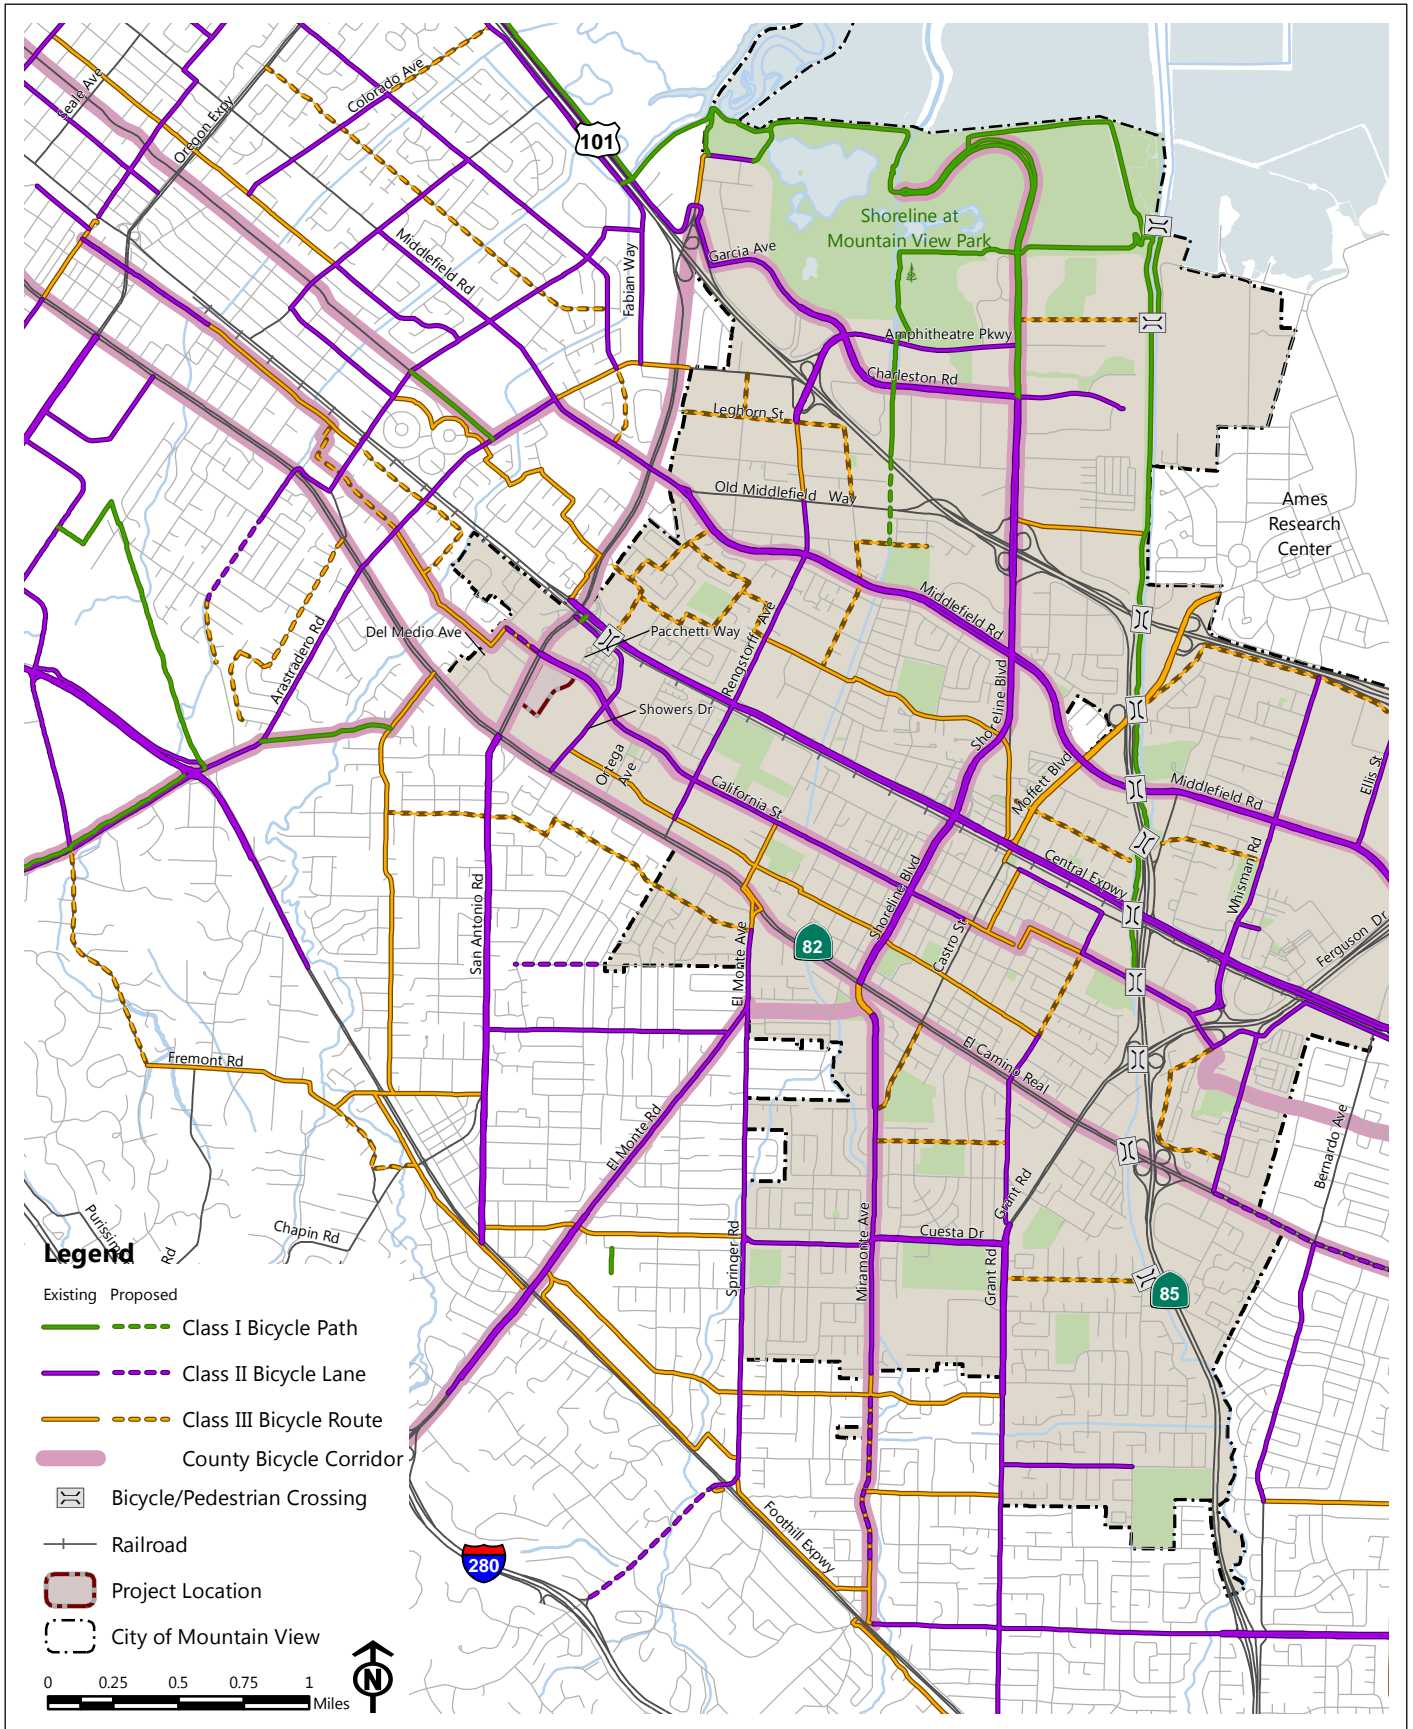 Seale Ave
Oregon Expy
Colorado Ave
101
Middlefield Rd
Fabian Way
Garcia Ave
Shoreline at
Mountain View Park
Amphitheatre Pkwy
Charleston Rd
Leghorn St
Old Middlefield Way
Ames
Research
Center
Middlefield Rd
Del Medio Ave
Pacchetti Way
Rengstorff Ave
Arastradero Rd
Showers Dr
Shoreline Blvd
Ortega
Ave
California St
Moffett Blvd
Middlefield Rd
Ellis St
Central Expwy
Whisman Rd
San Antonio Rd
Shoreline Blvd
Castro St
El Monte Ave
82
Ferguson Dr
Fremont Rd
El Camino Real
El Monte Rd
Bernardo Ave
Grant Rd
Purissima
Rd
Chapin Rd
Springer Rd
Miramonte Ave
Cuesta Dr
Grant Rd
85
Foothill Expwy
280
Legend
Existing Proposed
Class I Bicycle Path
Class II Bicycle Lane
Class III Bicycle Route
County Bicycle Corridor
Bicycle/Pedestrian Crossing
Railroad
Project Location
City of Mountain View
0 0.25 0.5 0.75 1
Miles
N